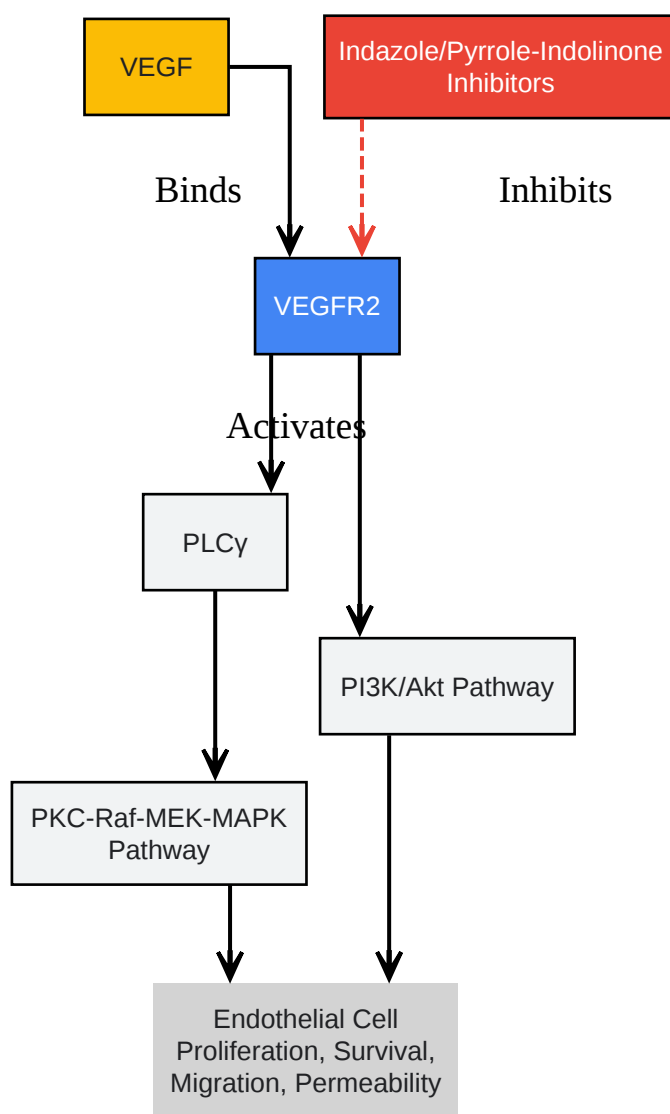 VEGF
Indazole/Pyrrole-Indolinone
Inhibitors
Binds
Inhibits
VEGFR2
Activates
PLCγ
PI3K/Akt Pathway
PKC-Raf-MEK-MAPK
Pathway
Endothelial Cell
Proliferation, Survival,
Migration, Permeability